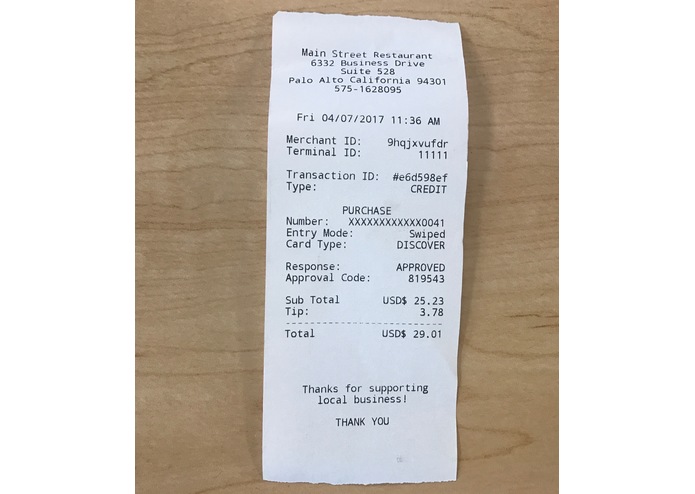 Main Street Restaurant
6332 Business Drive
Suite 528
Palo Alto California 94301
575-1628095
Fri 04/07/2017 11:36 AM
Merchant ID: 9hqjxvufdr
Terminal ID: 11111
Transaction ID: #e6d598ef
Type: CREDIT
PURCHASE
Number: XXXXXXXXXXXX0041
Entry Mode: Swiped
Card Type: DISCOVER
Response: APPROVED
Approval Code: 819543
Sub Total USD$ 25.23
Tip: 3.78
-------------------------
Total USD$ 29.01
Thanks for supporting
local business!
THANK YOU